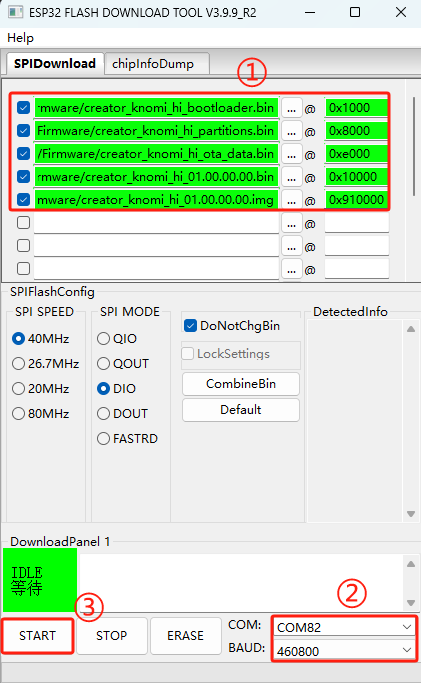 ESP32 FLASH DOWNLOAD TOOL V3.9.9_R2
Help
SPIDownload chipInfoDump
①
rmware/creator_knomi_hi_bootloader.bin ... @ 0x1000
Firmware/creator_knomi_hi_partitions.bin ... @ 0x8000
/Firmware/creator_knomi_hi_ota_data.bin ... @ 0xe000
rmware/creator_knomi_hi_01.00.00.00.bin ... @ 0x10000
mware/creator_knomi_hi_01.00.00.00.img ... @ 0x910000
... @
... @
... @
SPIFlashConfig
SPI SPEED
40MHz
26.7MHz
20MHz
80MHz
SPI MODE
QIO
QOUT
DIO
DOUT
FASTRD
DoNotChgBin
LockSettings
CombineBin
Default
DetectedInfo
DownloadPanel 1
IDLE
等待
③
②
START STOP ERASE
COM: COM82
BAUD: 460800